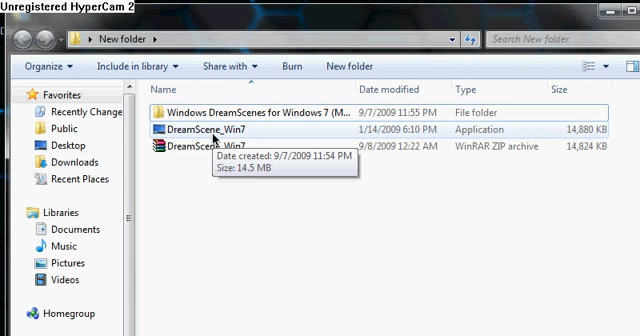 Unregistered HyperCam 2
New folder
Search New folder
Organize Include in library Share with Burn New folder
Favorites
Recently Change
Public
Desktop
Downloads
Recent Places
Libraries
Documents
Music
Pictures
Videos
Homegroup
Name Date modified Type Size
Windows DreamScenes for Windows 7 (M... 9/7/2009 11:55 PM File folder
DreamScene_Win7 1/14/2009 6:10 PM Application 14,880 KB
DreamScene_Win7 9/8/2009 12:22 AM WinRAR ZIP archive 14,824 KB
Date created: 9/7/2009 11:54 PM
Size: 14.5 MB